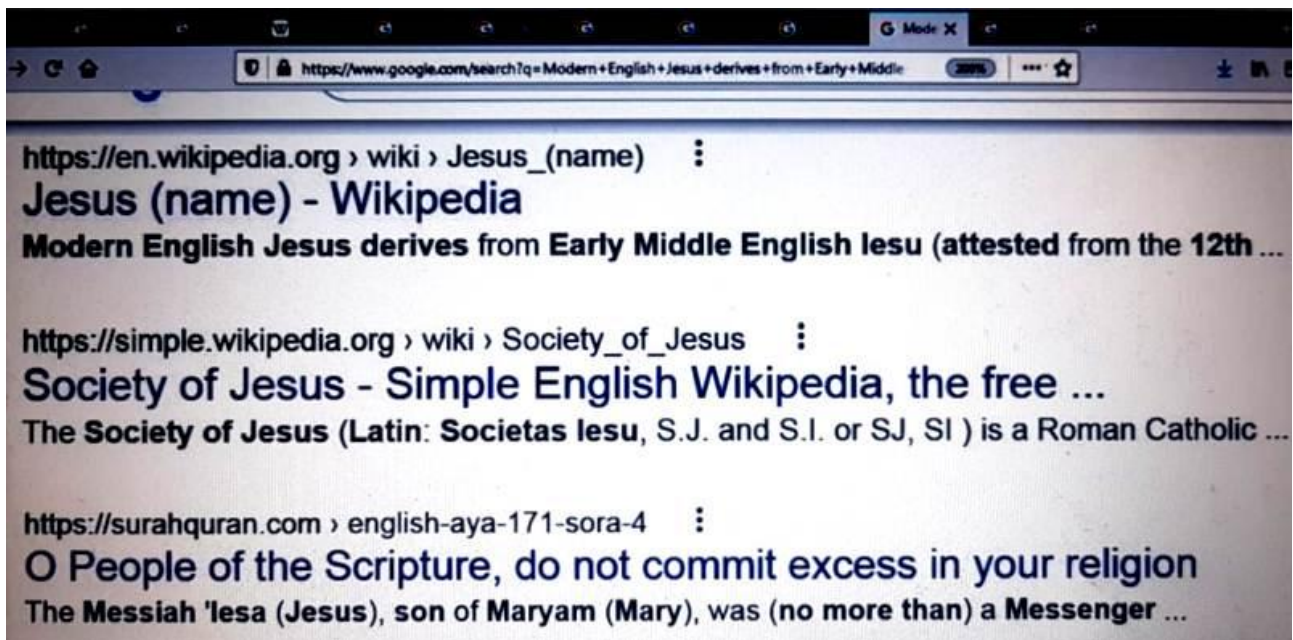 G Mode X
https://www.google.com/search?q=Modern+English+Jesus+derives+from+Early+Middle
https://en.wikipedia.org › wiki › Jesus_(name)
Jesus (name) - Wikipedia
Modern English Jesus derives from Early Middle English Iesu (attested from the 12th ...
https://simple.wikipedia.org › wiki › Society_of_Jesus
Society of Jesus - Simple English Wikipedia, the free ...
The Society of Jesus (Latin: Societas Iesu, S.J. and S.I. or SJ, SI ) is a Roman Catholic ...
https://surahquran.com › english-aya-171-sora-4
O People of the Scripture, do not commit excess in your religion
The Messiah 'Iesa (Jesus), son of Maryam (Mary), was (no more than) a Messenger ...